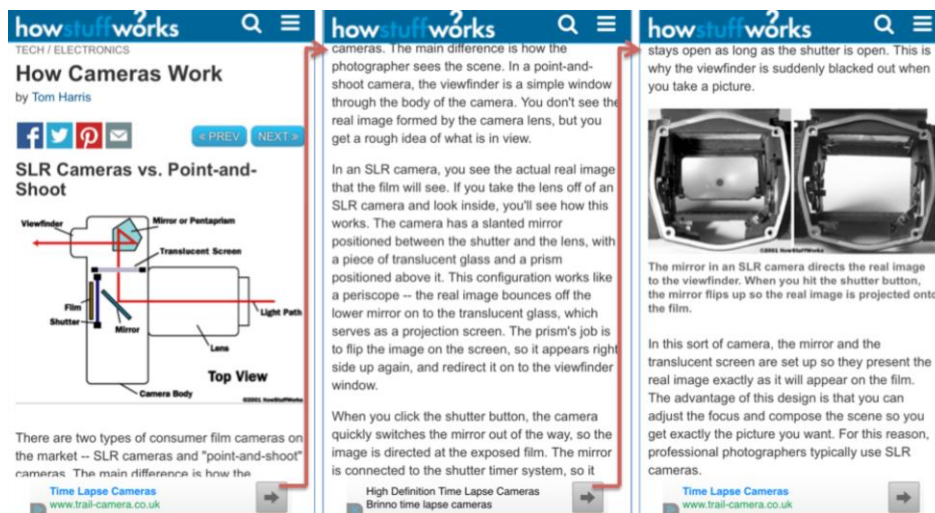 howstuffworks
TECH / ELECTRONICS
How Cameras Work
by Tom Harris
« PREV
NEXT »
SLR Cameras vs. Point-and-
Shoot
Viewfinder
Mirror or Pentaprism
Translucent Screen
Film
Shutter
Mirror
Light Path
Lens
Top View
Camera Body
©2001 HowStuffWorks
There are two types of consumer film cameras on
the market -- SLR cameras and "point-and-shoot"
cameras. The main difference is how the
Time Lapse Cameras
www.trail-camera.co.uk
howstuffworks
cameras. The main difference is how the
photographer sees the scene. In a point-and-
shoot camera, the viewfinder is a simple window
through the body of the camera. You don't see the
real image formed by the camera lens, but you
get a rough idea of what is in view.
In an SLR camera, you see the actual real image
that the film will see. If you take the lens off of an
SLR camera and look inside, you'll see how this
works. The camera has a slanted mirror
positioned between the shutter and the lens, with
a piece of translucent glass and a prism
positioned above it. This configuration works like
a periscope -- the real image bounces off the
lower mirror on to the translucent glass, which
serves as a projection screen. The prism's job is
to flip the image on the screen, so it appears right
side up again, and redirect it on to the viewfinder
window.
When you click the shutter button, the camera
quickly switches the mirror out of the way, so the
image is directed at the exposed film. The mirror
is connected to the shutter timer system, so it
High Definition Time Lapse Cameras
Brinno time lapse cameras
howstuffworks
stays open as long as the shutter is open. This is
why the viewfinder is suddenly blacked out when
you take a picture.
©2001 HowStuffWorks
The mirror in an SLR camera directs the real image
to the viewfinder. When you hit the shutter button,
the mirror flips up so the real image is projected onto
the film.
In this sort of camera, the mirror and the
translucent screen are set up so they present the
real image exactly as it will appear on the film.
The advantage of this design is that you can
adjust the focus and compose the scene so you
get exactly the picture you want. For this reason,
professional photographers typically use SLR
cameras.
Time Lapse Cameras
www.trail-camera.co.uk